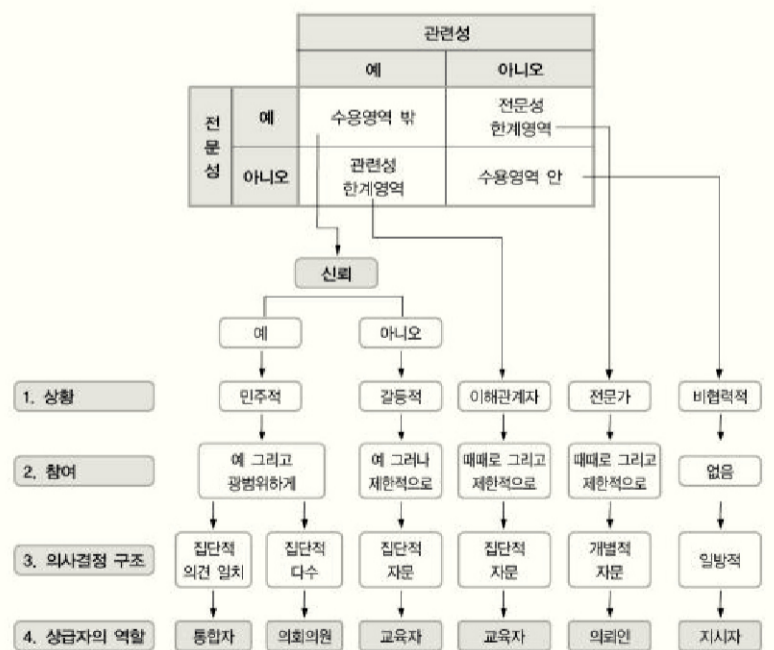 관련성
예 아니오
전문성
예 수용영역 밖 전문성
한계영역
아니오 관련성
한계영역 수용영역 안
신뢰
예 아니오
1. 상황 민주적 갈등적 이해관계자 전문가 비협력적
2. 참여 예 그리고
광범위하게 예 그러나
제한적으로 때때로 그리고
제한적으로 때때로 그리고
제한적으로 없음
3. 의사결정 구조 집단적
의견 일치 집단적
다수 집단적
자문 집단적
자문 개별적
자문 일방적
4. 상급자의 역할 통합자 의회의원 교육자 교육자 의뢰인 지시자